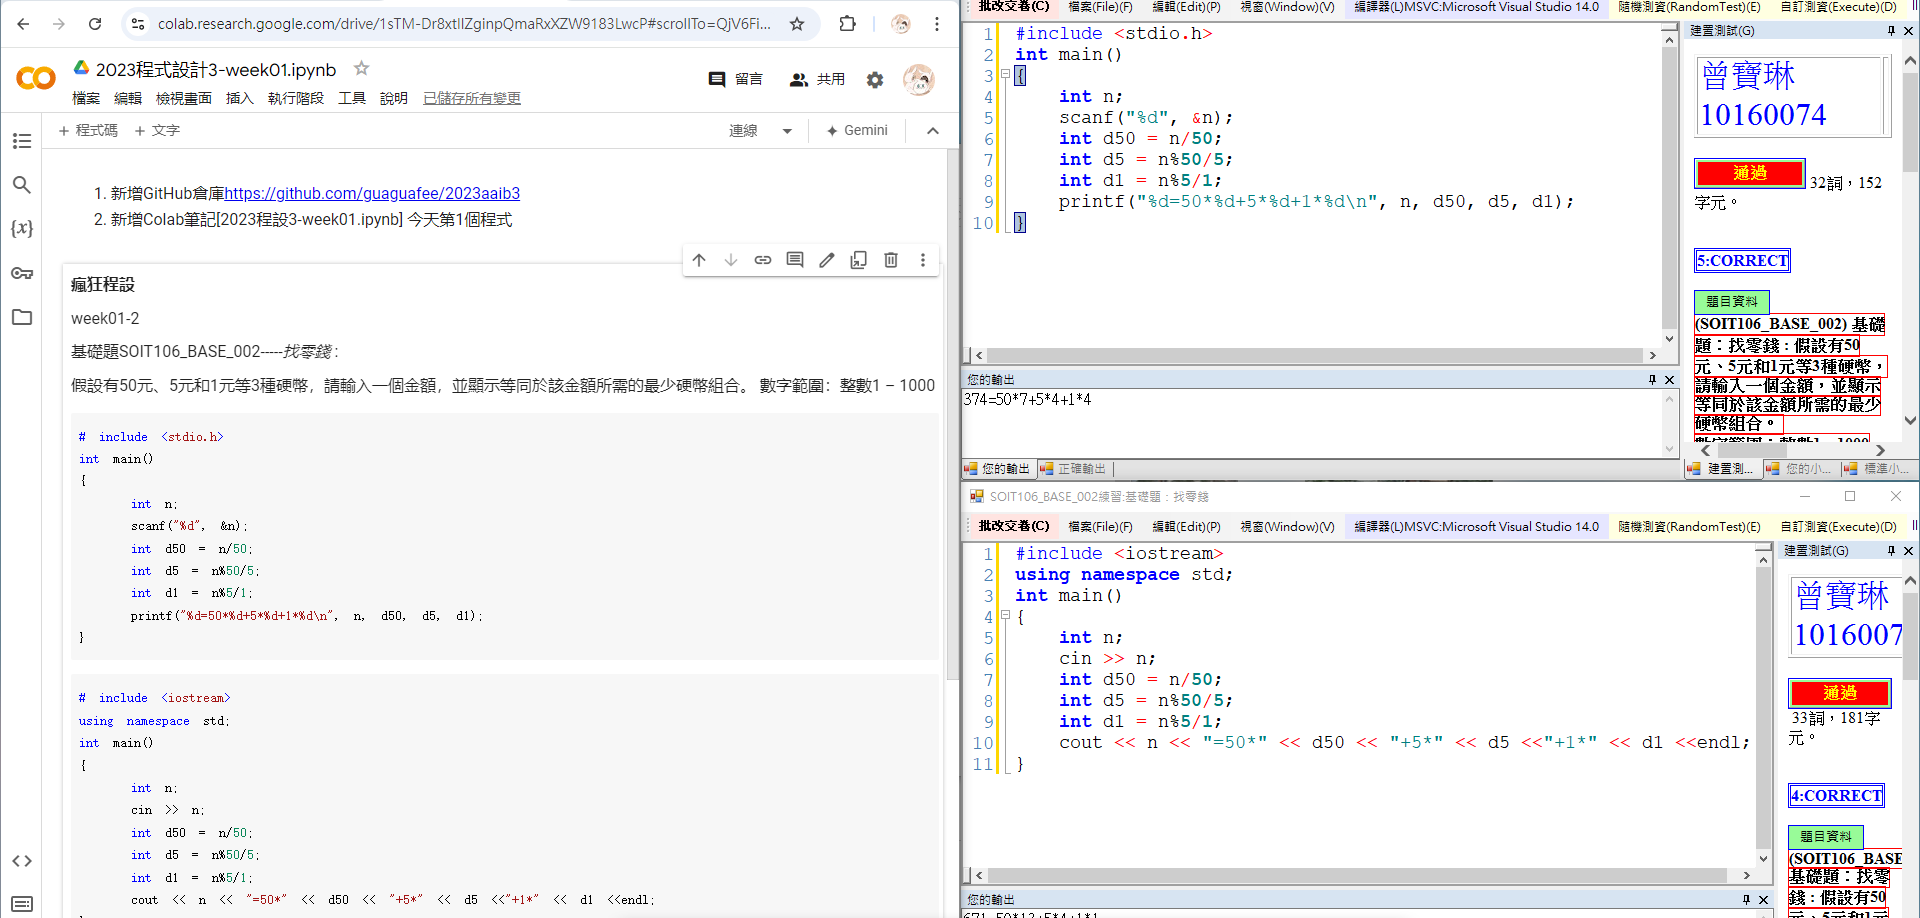 colab.research.google.com/drive/1sTM-Dr8xtIlZginpQmaRxXZW9183LwcP#scrollTo=QjV6Fi...
2023程式設計3-week01.ipynb
留言
共用
檔案 編輯 檢視畫面 插入 執行階段 工具 說明 已儲存所有變更
+ 程式碼 + 文字
連線
Gemini
1. 新增GitHub倉庫https://github.com/guaguafee/2023aaib3
2. 新增Colab筆記[2023程設3-week01.ipynb] 今天第1個程式
瘋狂程設
week01-2
基礎題SOIT106_BASE_002-----找零錢：
假設有50元、5元和1元等3種硬幣，請輸入一個金額，並顯示等同於該金額所需的最少硬幣組合。 數字範圍：整數1 – 1000
# include <stdio.h>
int main()
{
int n;
scanf("%d", &n);
int d50 = n/50;
int d5 = n%50/5;
int d1 = n%5/1;
printf("%d=50*%d+5*%d+1*%d\n", n, d50, d5, d1);
}
# include <iostream>
using namespace std;
int main()
{
int n;
cin >> n;
int d50 = n/50;
int d5 = n%50/5;
int d1 = n%5/1;
cout << n << "=50*" << d50 << "+5*" << d5 <<"+1*" << d1 <<endl;
批改交卷(C) 檔案(File)(F) 編輯(Edit)(P) 視窗(Window)(V) 編譯器(L)MSVC:Microsoft Visual Studio 14.0 隨機測資(RandomTest)(E) 自訂測資(Execute)(D)
1 #include <stdio.h>
2 int main()
3 {
4 int n;
5 scanf("%d", &n);
6 int d50 = n/50;
7 int d5 = n%50/5;
8 int d1 = n%5/1;
9 printf("%d=50*%d+5*%d+1*%d\n", n, d50, d5, d1);
10 }
建置測試(G)
曾寶琳
10160074
通過 32詞，152
字元。
5:CORRECT
題目資料
(SOIT106_BASE_002) 基礎
題：找零錢 : 假設有50
元、5元和1元等3種硬幣，
請輸入一個金額，並顯示
等同於該金額所需的最少
硬幣組合。
數字範圍：整數1 1000
您的輸出
374=50*7+5*4+1*4
您的輸出 正確輸出
建置測... 您的小... 標準小...
SOIT106_BASE_002練習:基礎題：找零錢
批改交卷(C) 檔案(File)(F) 編輯(Edit)(P) 視窗(Window)(V) 編譯器(L)MSVC:Microsoft Visual Studio 14.0 隨機測資(RandomTest)(E) 自訂測資(Execute)(D)
1 #include <iostream>
2 using namespace std;
3 int main()
4 {
5 int n;
6 cin >> n;
7 int d50 = n/50;
8 int d5 = n%50/5;
9 int d1 = n%5/1;
10 cout << n << "=50*" << d50 << "+5*" << d5 <<"+1*" << d1 <<endl;
11 }
建置測試(G)
曾寶琳
1016007
通過
33詞，181字
元。
4:CORRECT
題目資料
(SOIT106_BASE
基礎題：找零
錢 : 假設有50
元、5元和1元
您的輸出
671=50*13+5*4+1*1